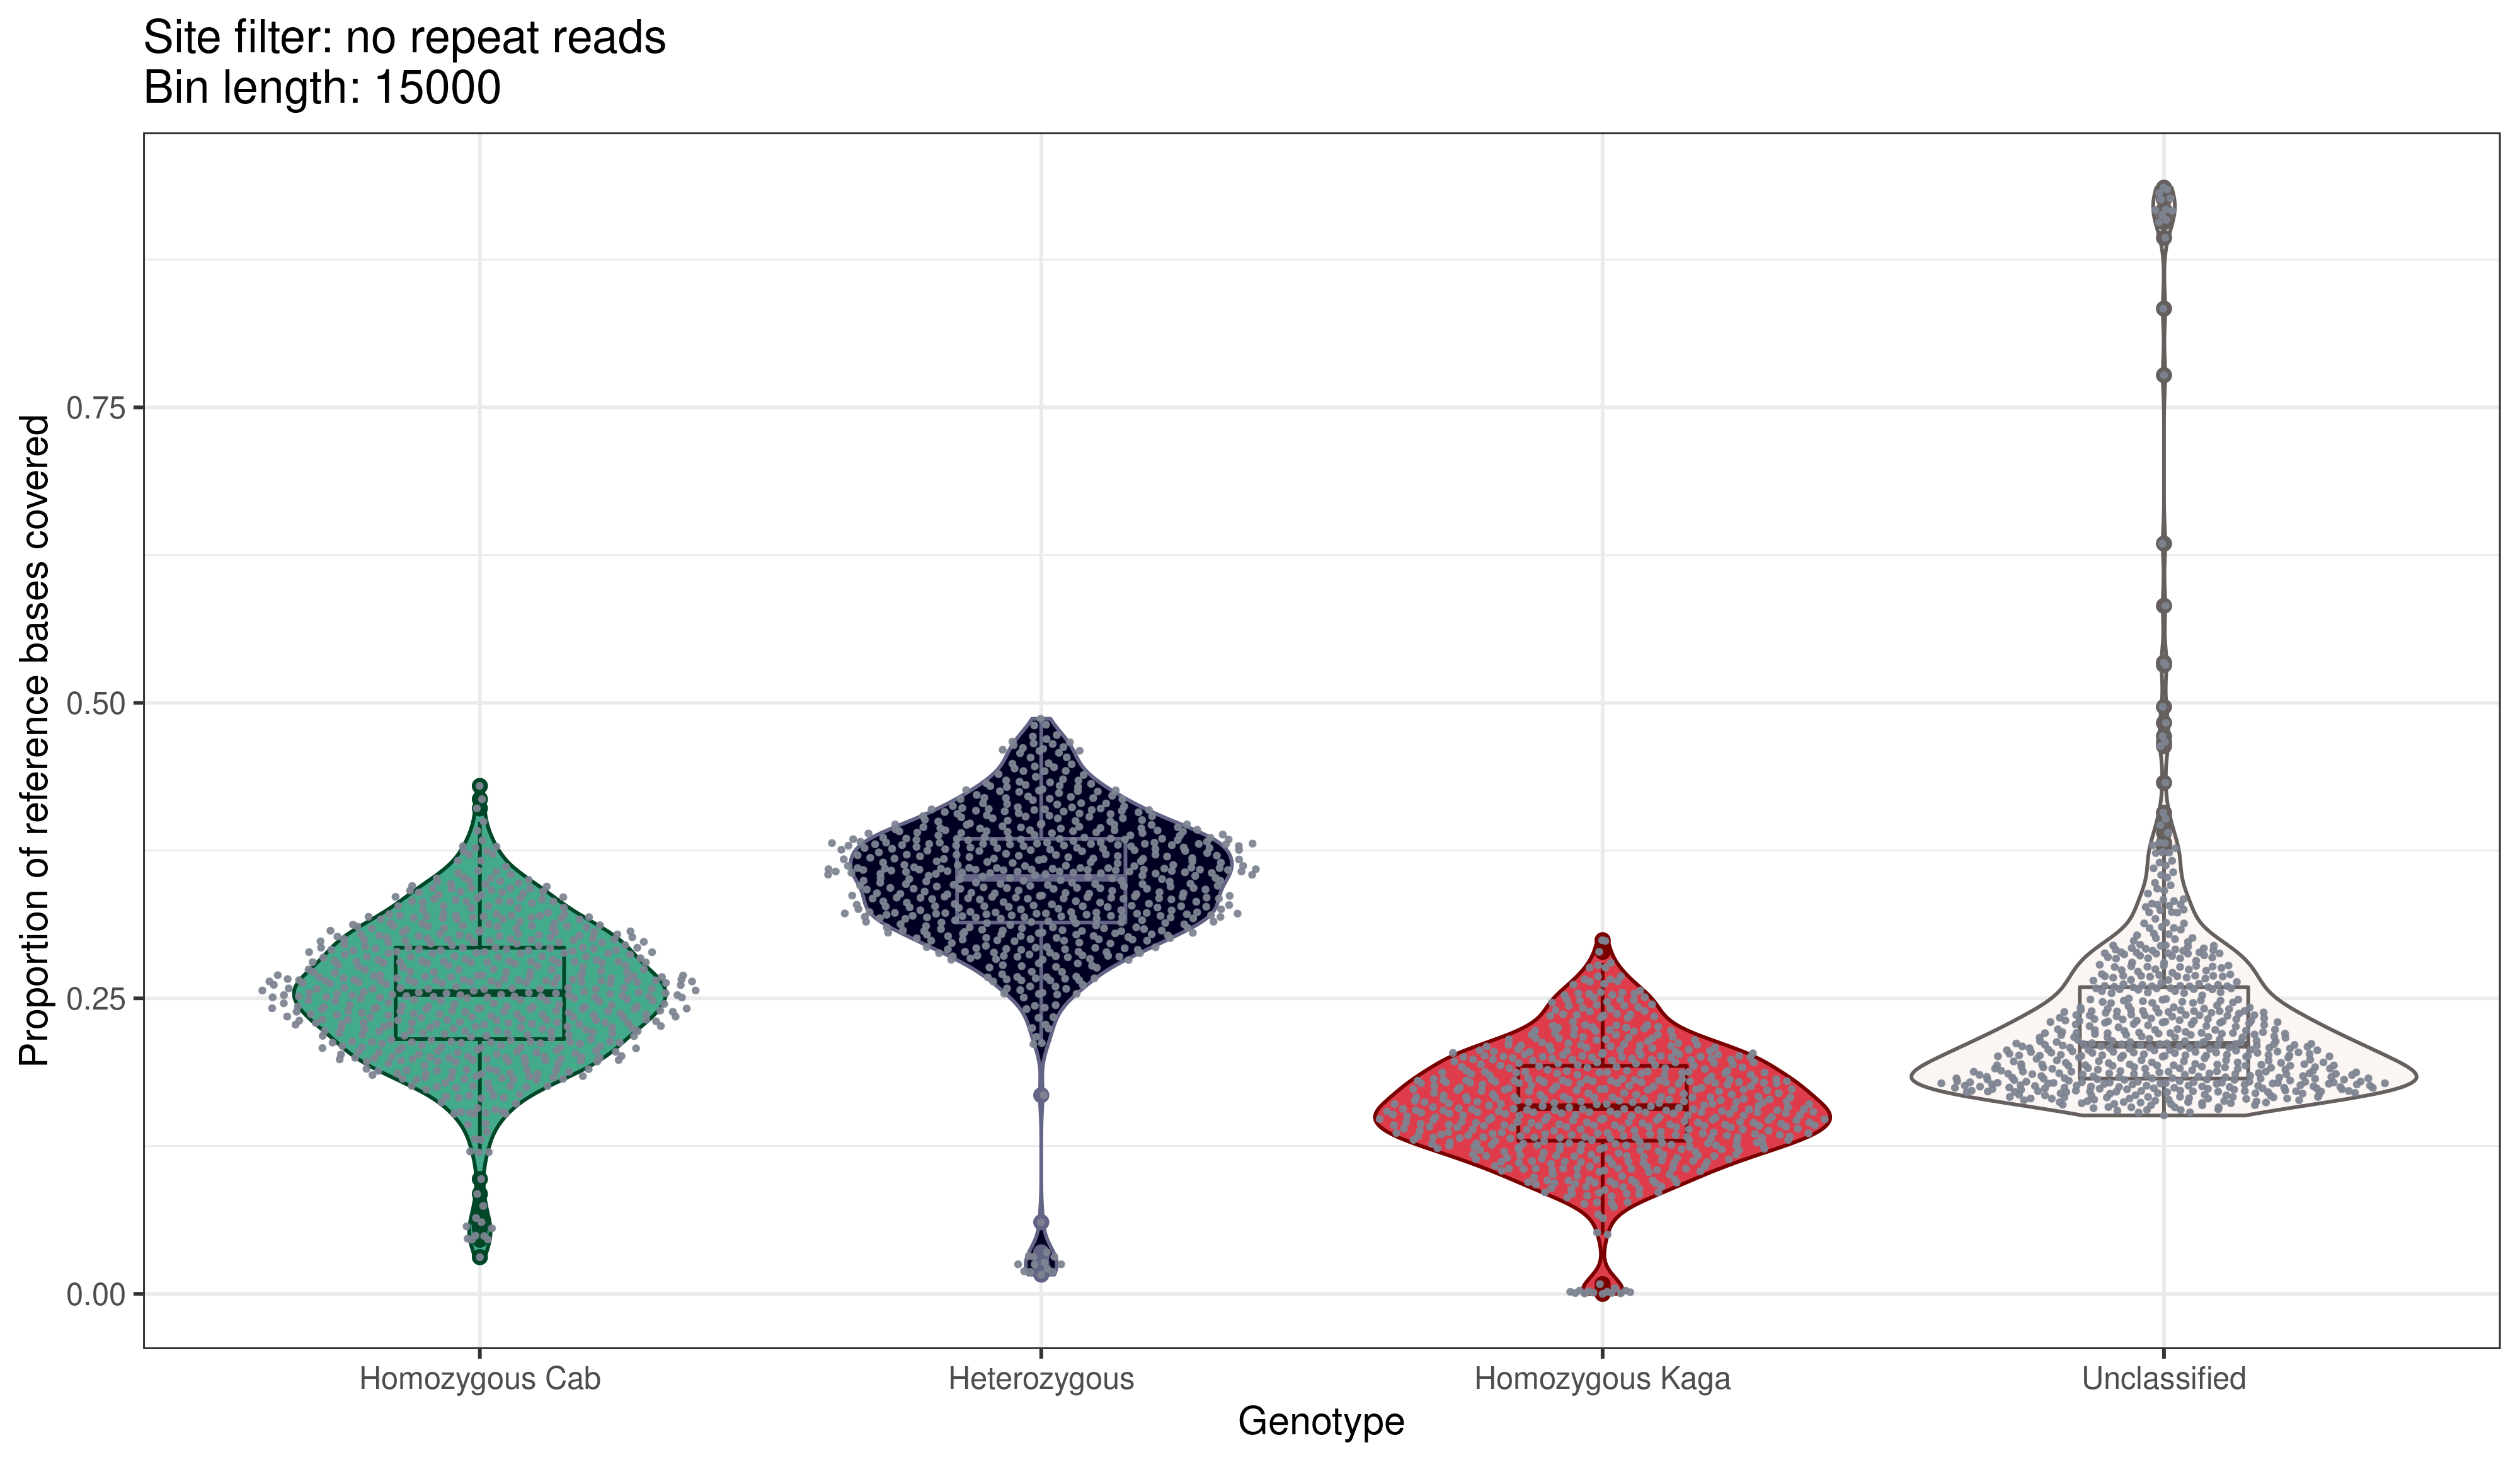 Site filter: no repeat reads
Bin length: 15000
Proportion of reference bases covered
0.75
0.50
0.25
0.00
Homozygous Cab
Heterozygous
Homozygous Kaga
Unclassified
Genotype